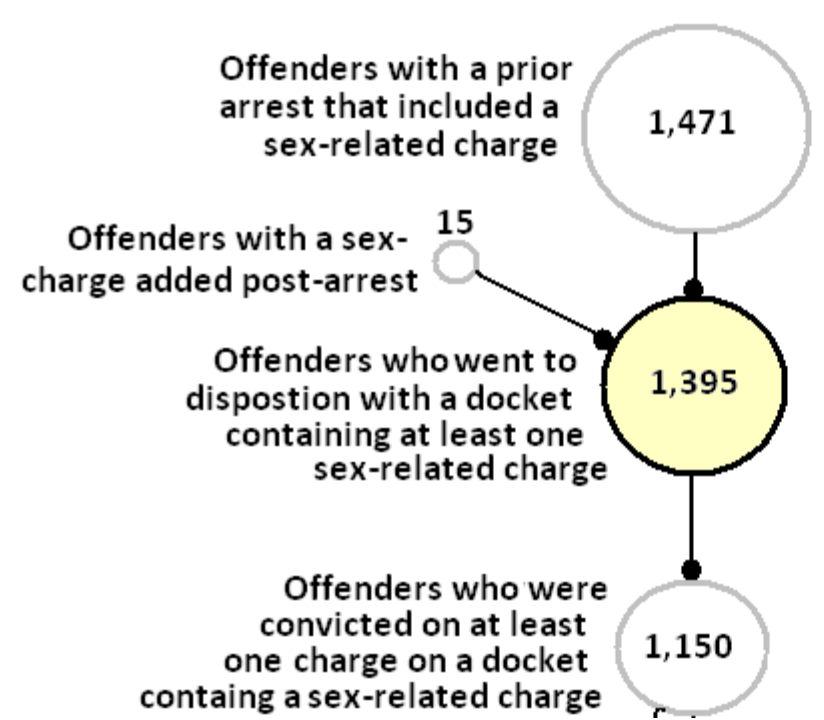 Offenders with a prior
arrest that included a
sex-related charge
1,471
15
Offenders with a sex-
charge added post-arrest
Offenders who went to
dispostion with a docket
containing at least one
sex-related charge
1,395
Offenders who were
convicted on at least
one charge on a docket
containg a sex-related charge
1,150